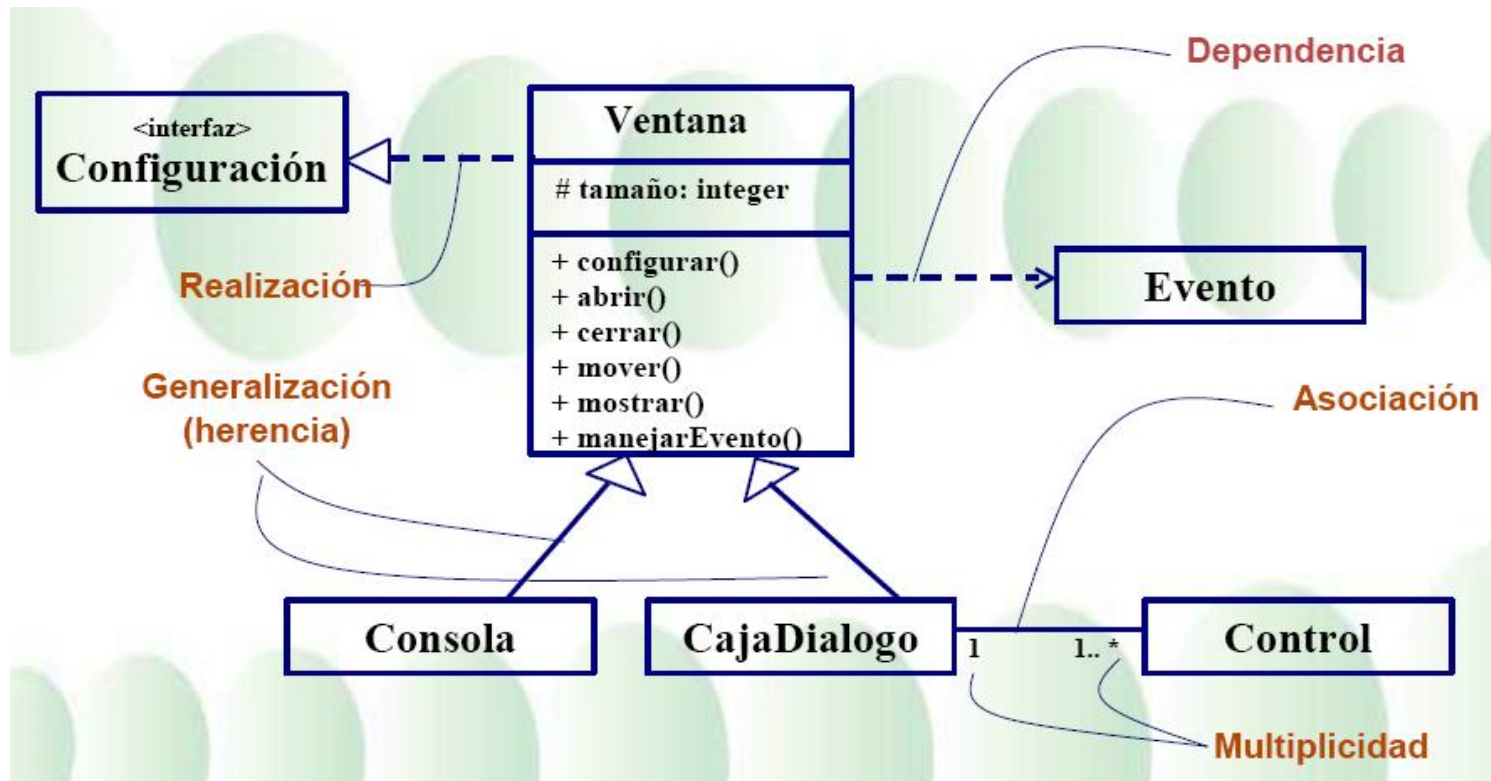 Dependencia
<interfaz>
Configuración
Ventana
# tamaño: integer
+ configurar()
+ abrir()
+ cerrar()
+ mover()
+ mostrar()
+ manejarEvento()
Evento
Realización
Generalización
(herencia)
Asociación
Consola
CajaDialogo
1
1.. *
Control
Multiplicidad